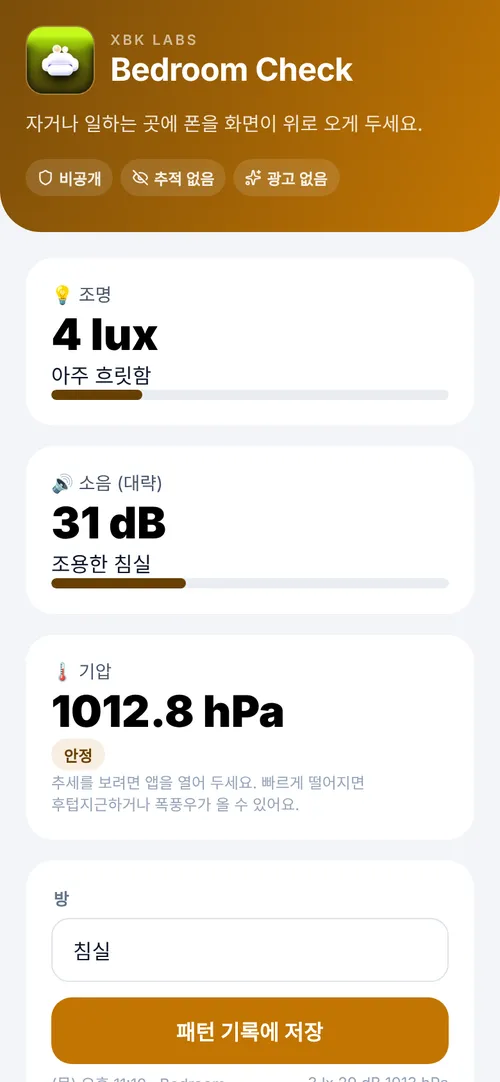 XBK LABS
Bedroom Check
자거나 일하는 곳에 폰을 화면이 위로 오게 두세요.
비공개
추적 없음
광고 없음
💡 조명
4 lux
아주 흐릿함
🔊 소음 (대략)
31 dB
조용한 침실
🌡️ 기압
1012.8 hPa
안정
추세를 보려면 앱을 열어 두세요. 빠르게 떨어지면
후텁지근하거나 폭풍우가 올 수 있어요.
방
침실
패턴 기록에 저장